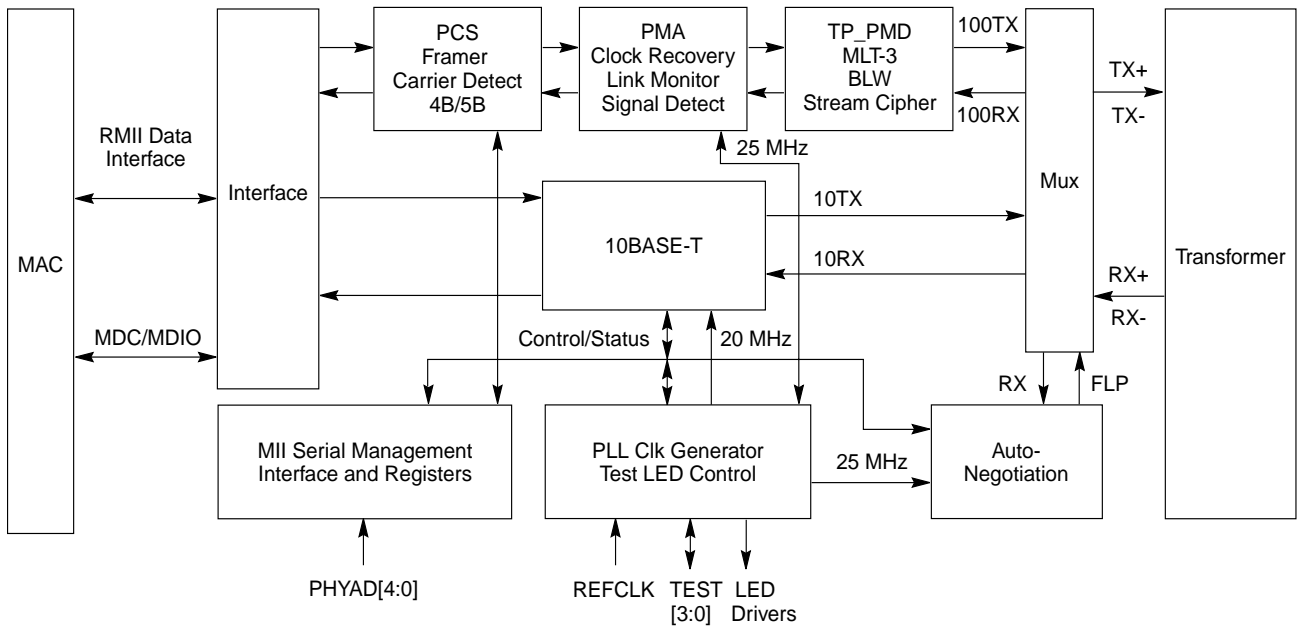 MAC
RMII Data
Interface
MDC/MDIO
Interface
PCS
Framer
Carrier Detect
4B/5B
PMA
Clock Recovery
Link Monitor
Signal Detect
TP_PMD
MLT-3
BLW
Stream Cipher
100TX
100RX
25 MHz
10BASE-T
10TX
10RX
Mux
TX+
TX-
RX+
RX-
Transformer
Control/Status
20 MHz
RX
FLP
MII Serial Management
Interface and Registers
PLL Clk Generator
Test LED Control
25 MHz
Auto-
Negotiation
PHYAD[4:0]
REFCLK
TEST
[3:0]
LED
Drivers